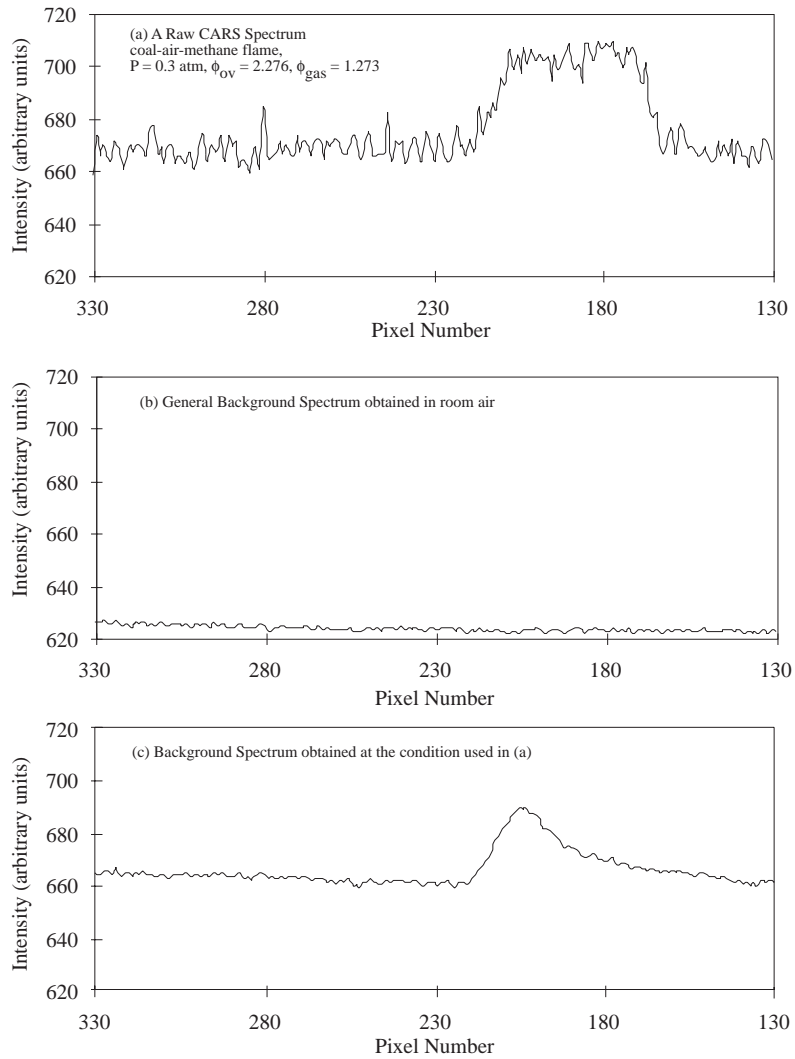 720
700
680
660
640
620
Intensity (arbitrary units)
(a) A Raw CARS Spectrum
coal-air-methane flame,
P = 0.3 atm, ϕov = 2.276, ϕgas = 1.273
330 280 230 180 130
Pixel Number
720
700
680
660
640
620
Intensity (arbitrary units)
(b) General Background Spectrum obtained in room air
330 280 230 180 130
Pixel Number
720
700
680
660
640
620
Intensity (arbitrary units)
(c) Background Spectrum obtained at the condition used in (a)
330 280 230 180 130
Pixel Number